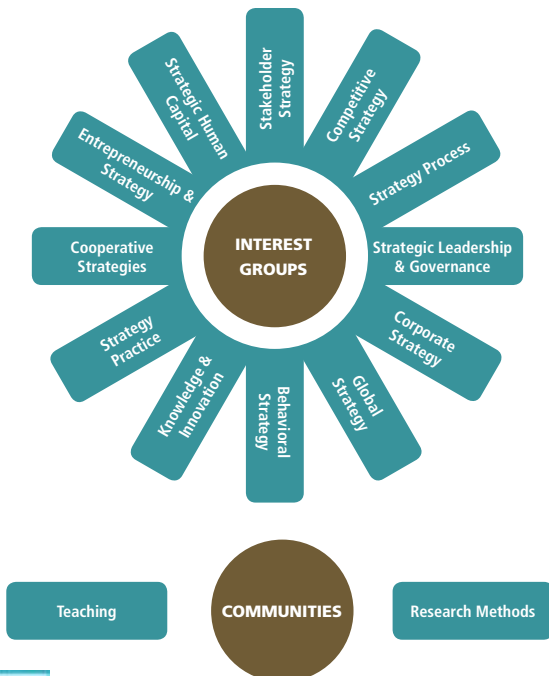 Stakeholder
Strategy
Competitive
Strategy
Strategy Process
Strategic Leadership
& Governance
Corporate
Strategy
Global
Strategy
Behavioral
Strategy
Knowledge &
Innovation
Strategy
Practice
Cooperative
Strategies
Entrepreneurship &
Strategy
Strategic Human
Capital
INTEREST
GROUPS
Teaching
COMMUNITIES
Research Methods